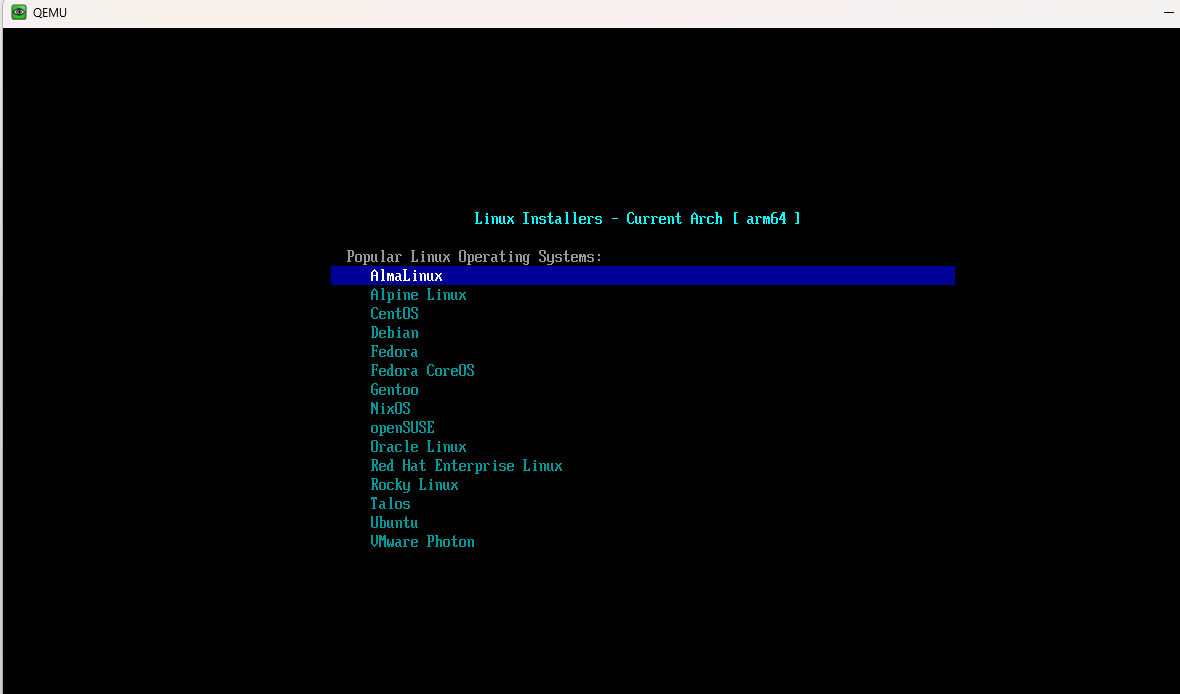 QEMU
Linux Installers - Current Arch [ arm64 ]
Popular Linux Operating Systems:
AlmaLinux
Alpine Linux
CentOS
Debian
Fedora
Fedora CoreOS
Gentoo
NixOS
openSUSE
Oracle Linux
Red Hat Enterprise Linux
Rocky Linux
Talos
Ubuntu
VMware Photon